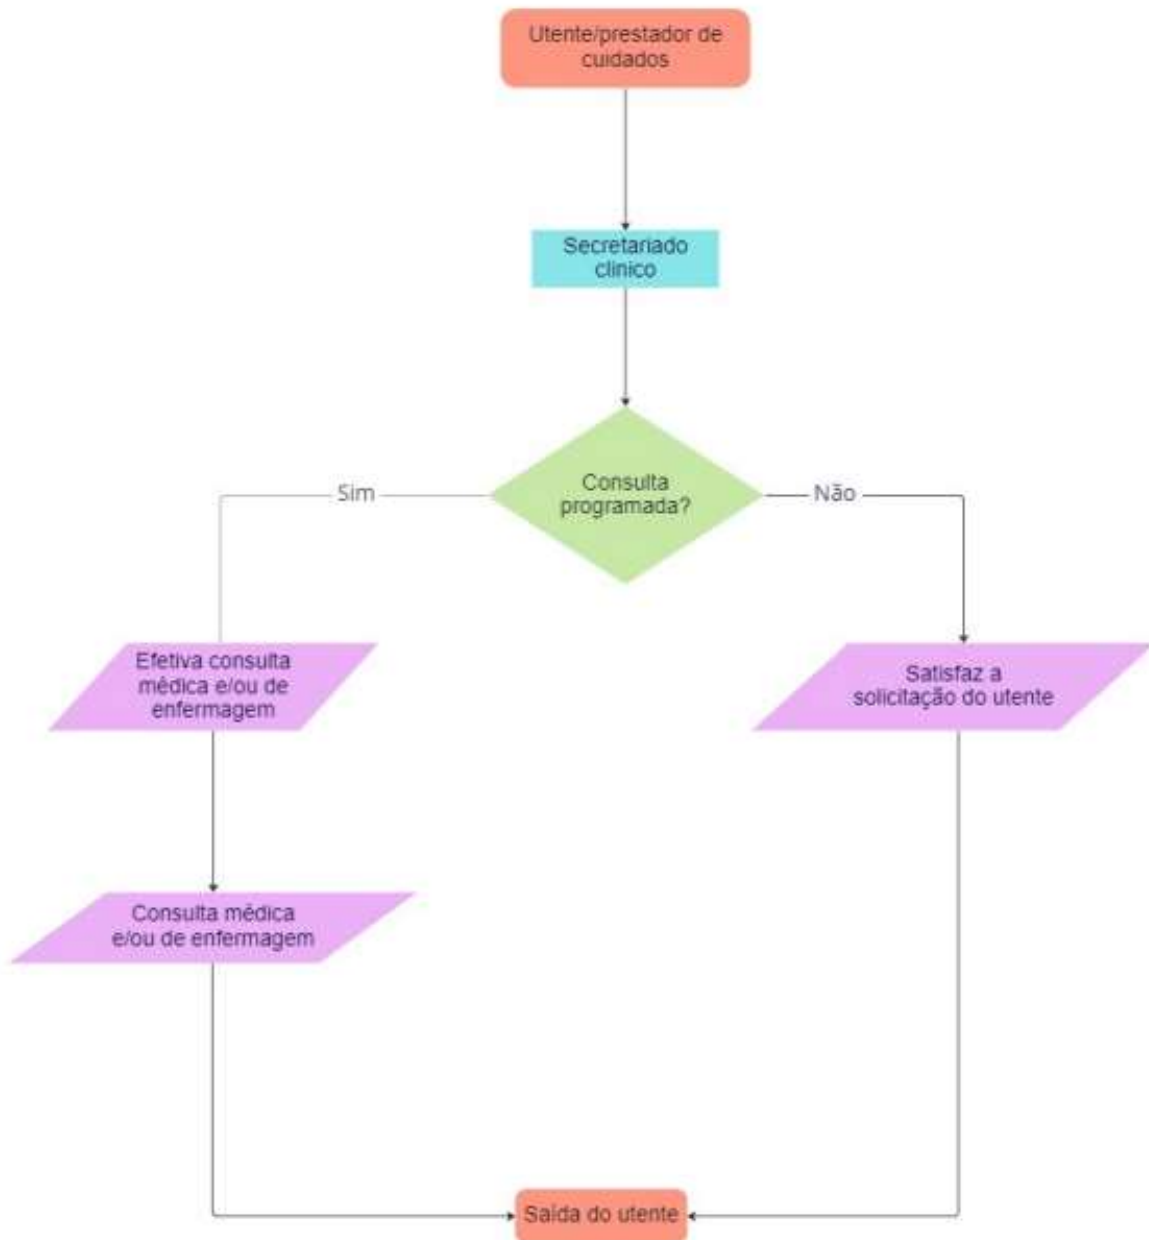 Utente/prestador de
cuidados
Secretariado
clínico
Consulta
programada?
Sim
Não
Efetiva consulta
médica e/ou de
enfermagem
Satisfaz a
solicitação do utente
Consulta médica
e/ou de enfermagem
Saída do utente